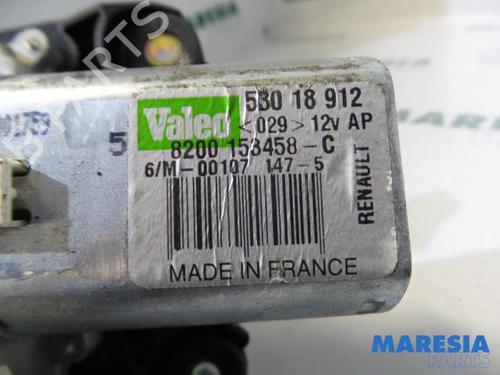 Valeo
530 18 912
<029> 12v AP
8200 153458-C
6/M-00107 147-5
RENAULT
MADE IN FRANCE
5
MARESIA
PARTS